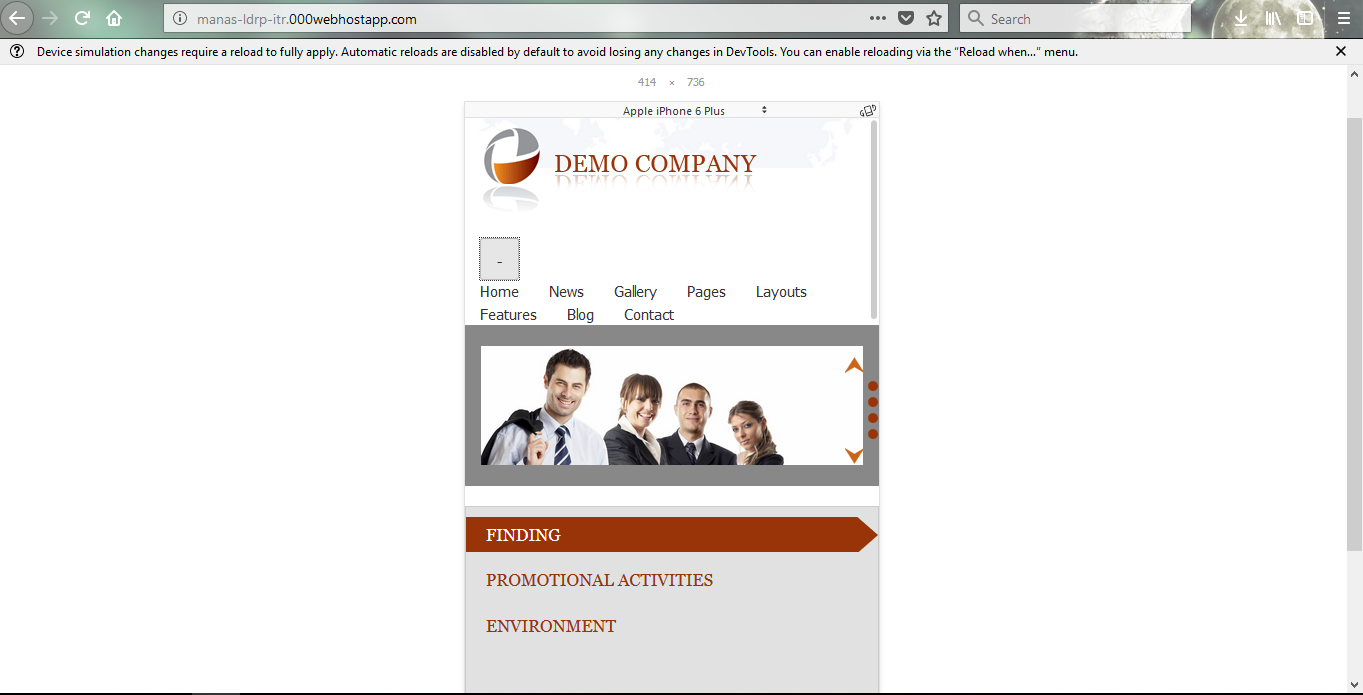 manas-ldrp-itr.000webhostapp.com
Search
Device simulation changes require a reload to fully apply. Automatic reloads are disabled by default to avoid losing any changes in DevTools. You can enable reloading via the “Reload when...” menu.
414 × 736
Apple iPhone 6 Plus
DEMO COMPANY
-
Home News Gallery Pages Layouts
Features Blog Contact
FINDING
PROMOTIONAL ACTIVITIES
ENVIRONMENT